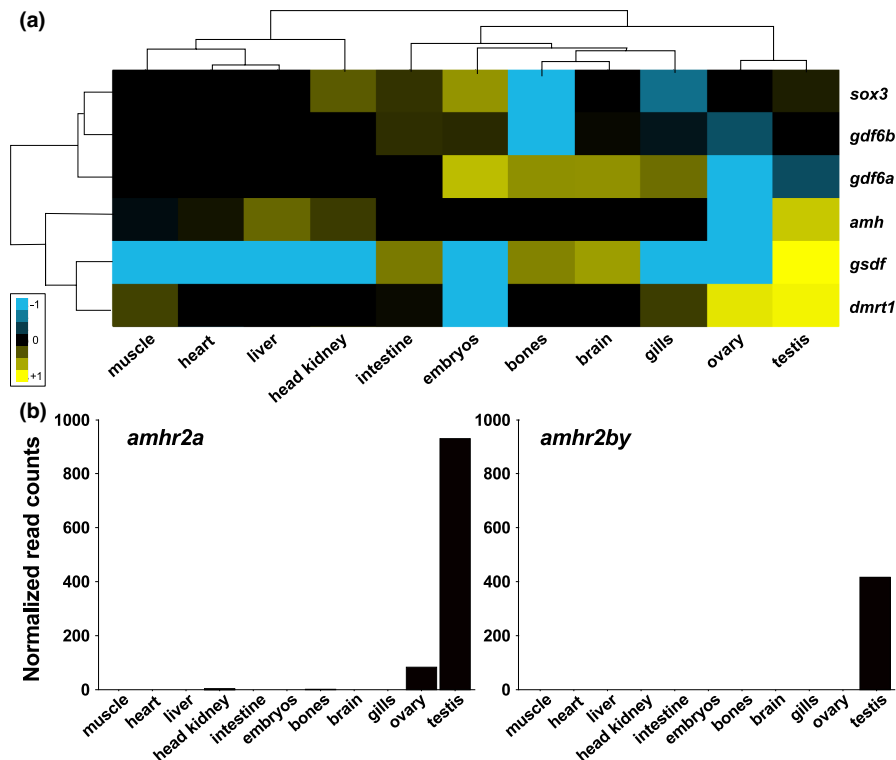 (a)
sox3
gdf6b
gdf6a
amh
gsdf
dmrt1
-1
0
+1
muscle
heart
liver
head kidney
intestine
embryos
bones
brain
gills
ovary
testis
(b)
Normalized read counts
1000
800
600
400
200
0
amhr2a
muscle
heart
liver
head kidney
intestine
embryos
bones
brain
gills
ovary
testis
1000
800
600
400
200
0
amhr2by
muscle
heart
liver
head kidney
intestine
embryos
bones
brain
gills
ovary
testis